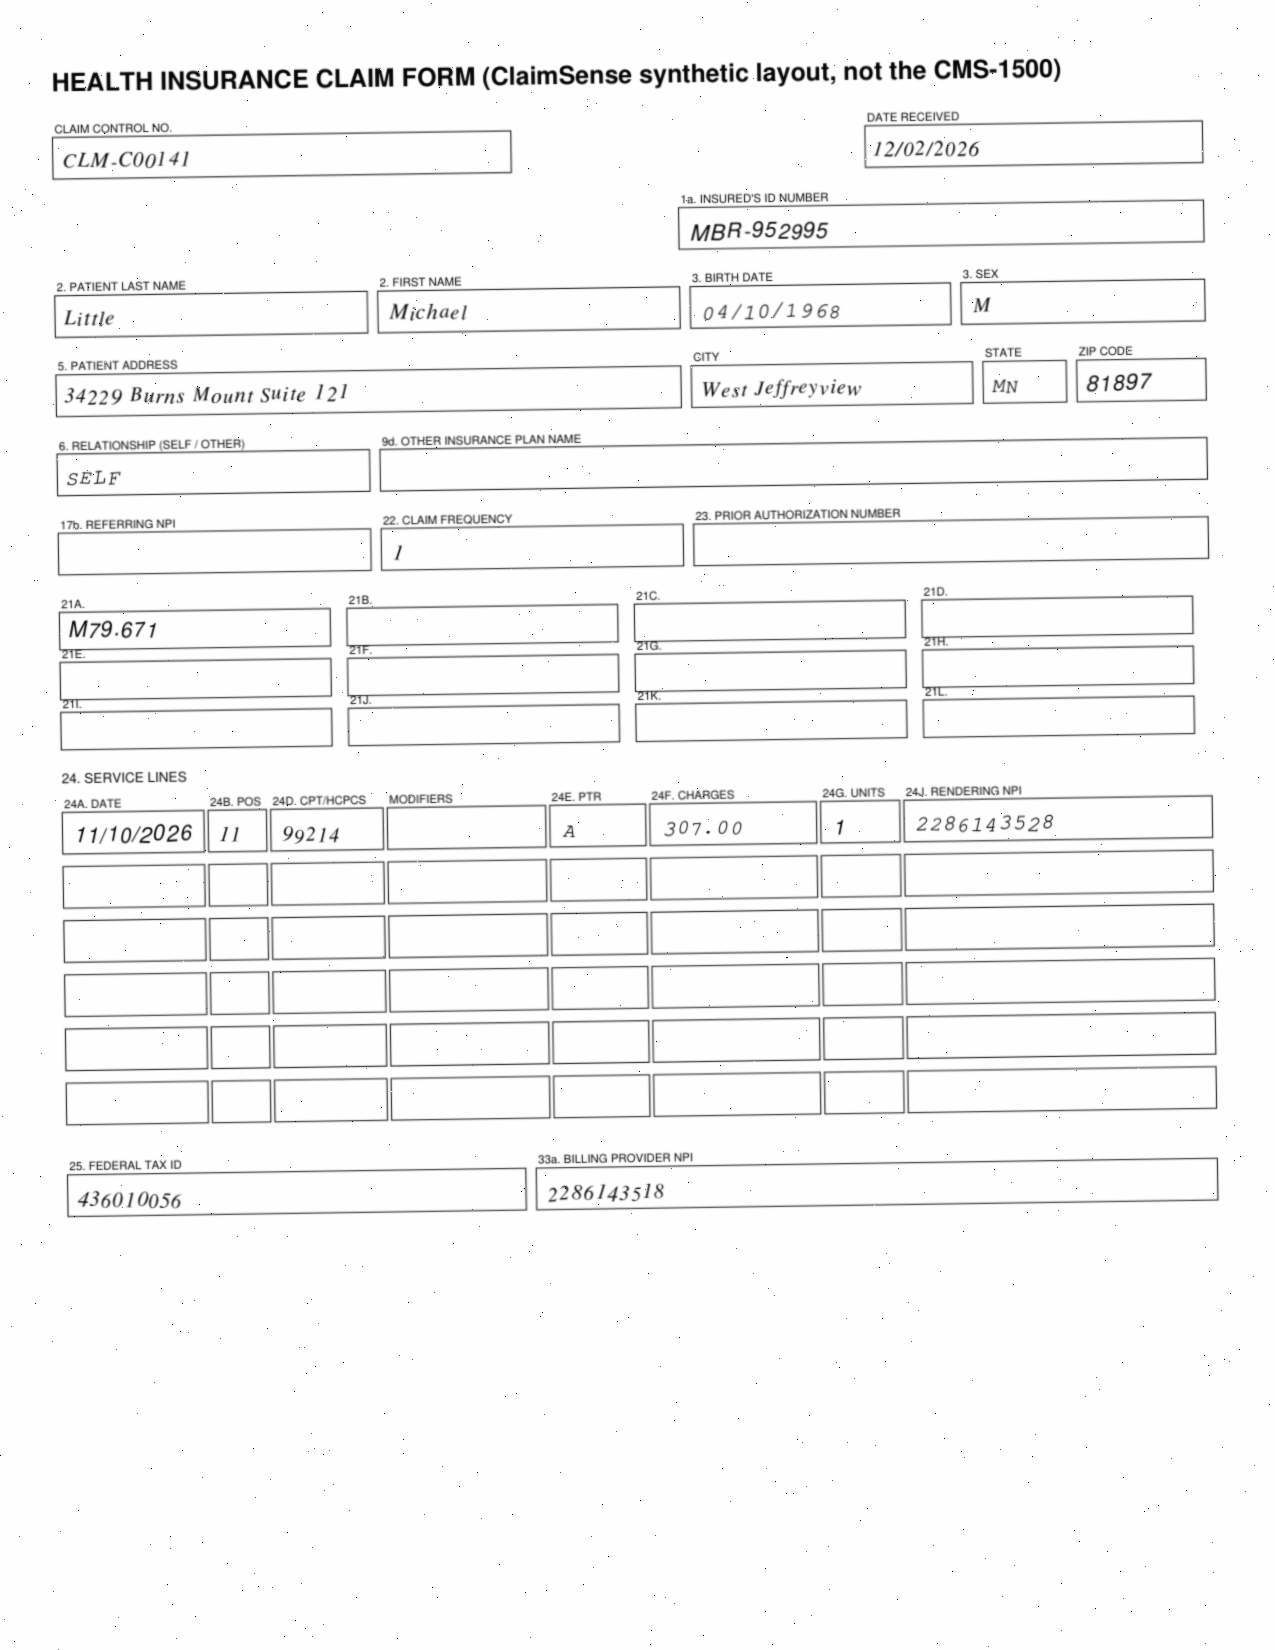 HEALTH INSURANCE CLAIM FORM (ClaimSense synthetic layout, not the CMS-1500)
CLAIM CONTROL NO. DATE RECEIVED
CLM-C00141 12/02/2026
1a. INSURED'S ID NUMBER
MBR-952995
2. PATIENT LAST NAME 2. FIRST NAME 3. BIRTH DATE 3. SEX
Little Michael 04/10/1968 M
5. PATIENT ADDRESS CITY STATE ZIP CODE
34229 Burns Mount Suite 121 West Jeffreyview MN 81897
6. RELATIONSHIP (SELF / OTHER) 9d. OTHER INSURANCE PLAN NAME
SELF
17b. REFERRING NPI 22. CLAIM FREQUENCY 23. PRIOR AUTHORIZATION NUMBER
1
21A. 21B. 21C. 21D.
M79.671
21E. 21F. 21G. 21H.
21I. 21J. 21K. 21L.
24. SERVICE LINES
24A. DATE 24B. POS 24D. CPT/HCPCS MODIFIERS 24E. PTR 24F. CHARGES 24G. UNITS 24J. RENDERING NPI
11/10/2026 11 99214 A 307.00 1 2286143528
25. FEDERAL TAX ID 33a. BILLING PROVIDER NPI
436010056 2286143518